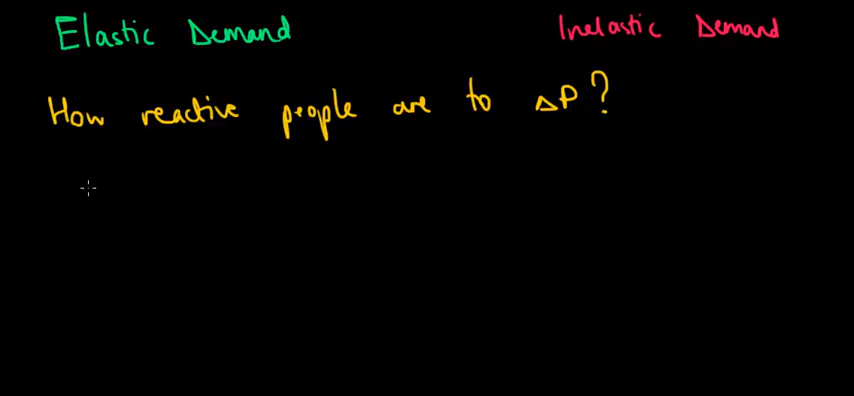 Elastic Demand Inelastic Demand
How reactive people are to ΔP?